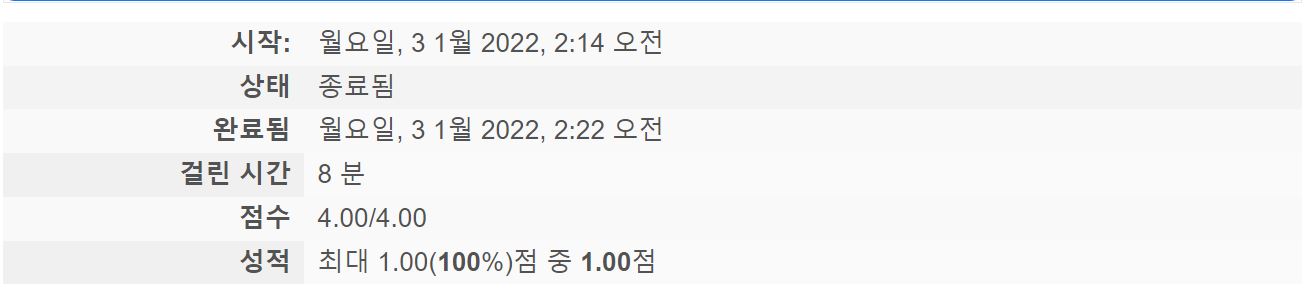 시작: 월요일, 3 1월 2022, 2:14 오전
상태 종료됨
완료됨 월요일, 3 1월 2022, 2:22 오전
걸린 시간 8 분
점수 4.00/4.00
성적 최대 1.00(100%)점 중 1.00점